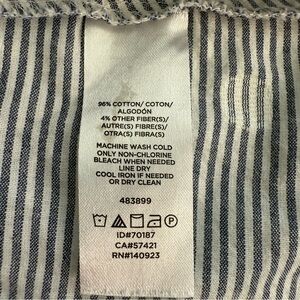 96% COTTON/ COTON/
ALGODÓN
4% OTHER FIBER(S)/
AUTRE(S) FIBRE(S)/
OTRA(S) FIBRA(S)
MACHINE WASH COLD
ONLY NON-CHLORINE
BLEACH WHEN NEEDED
LINE DRY
COOL IRON IF NEEDED
OR DRY CLEAN
483899
P
ID#70187
CA#57421
RN#140923